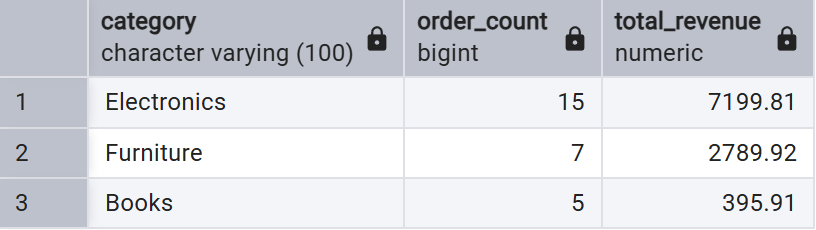 category order_count total_revenue
character varying (100) bigint numeric
1 Electronics 15 7199.81
2 Furniture 7 2789.92
3 Books 5 395.91